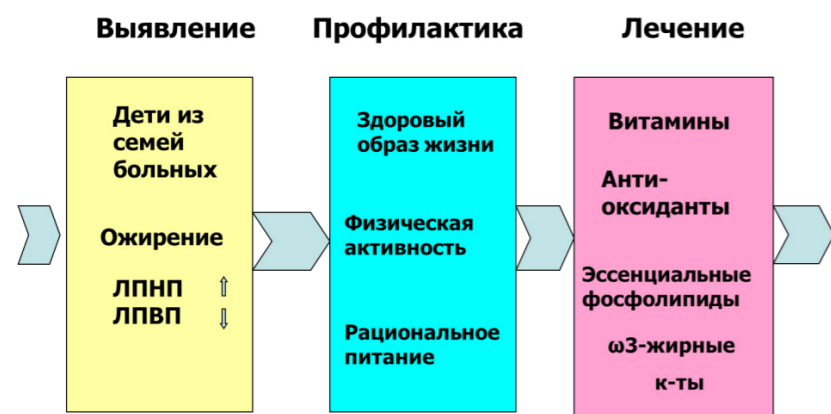 Выявление
Профилактика
Лечение
Дети из
семей
больных
Ожирение
ЛПНП ⇧
ЛПВП ⇩
Здоровый
образ жизни
Физическая
активность
Рациональное
питание
Витамины
Анти-
оксиданты
Эссенциальные
фосфолипиды
ω3-жирные
к-ты